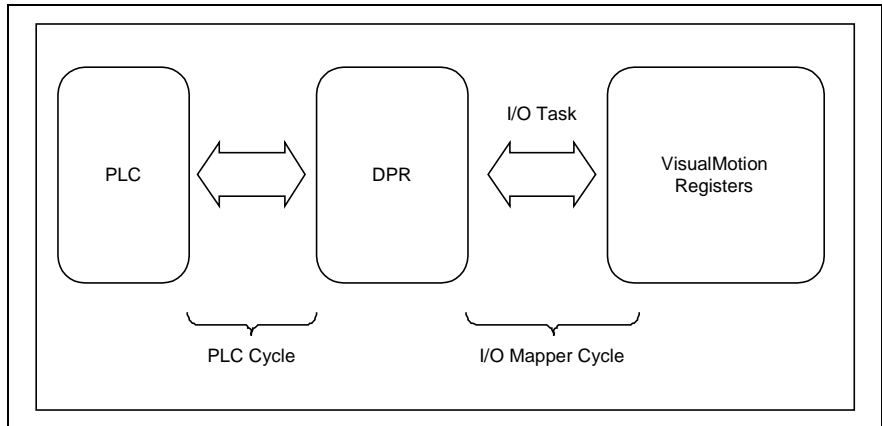 I/O Task
PLC
DPR
VisualMotion
Registers
PLC Cycle
I/O Mapper Cycle